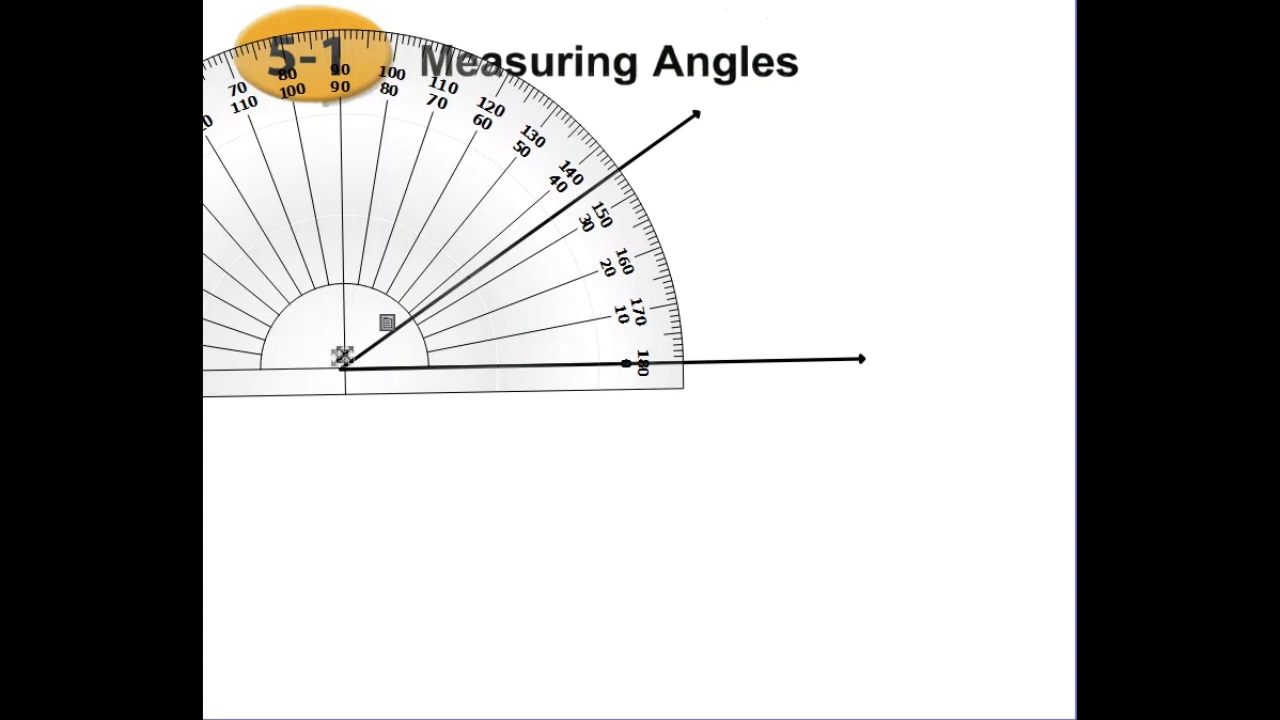 5-1 Measuring Angles
80 90 100 110 120 130 140 150 160 170 180
70 110 100 90 80 70 60 50 40 30 20 10 0